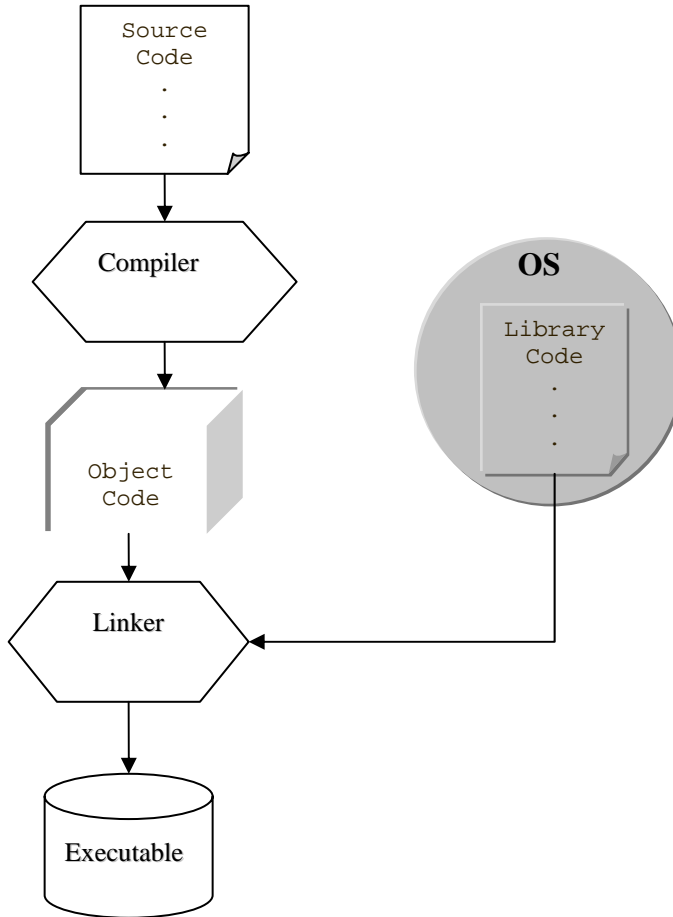 Source
Code
.
.
.
Compiler
OS
Library
Code
.
.
.
Object
Code
Linker
Executable